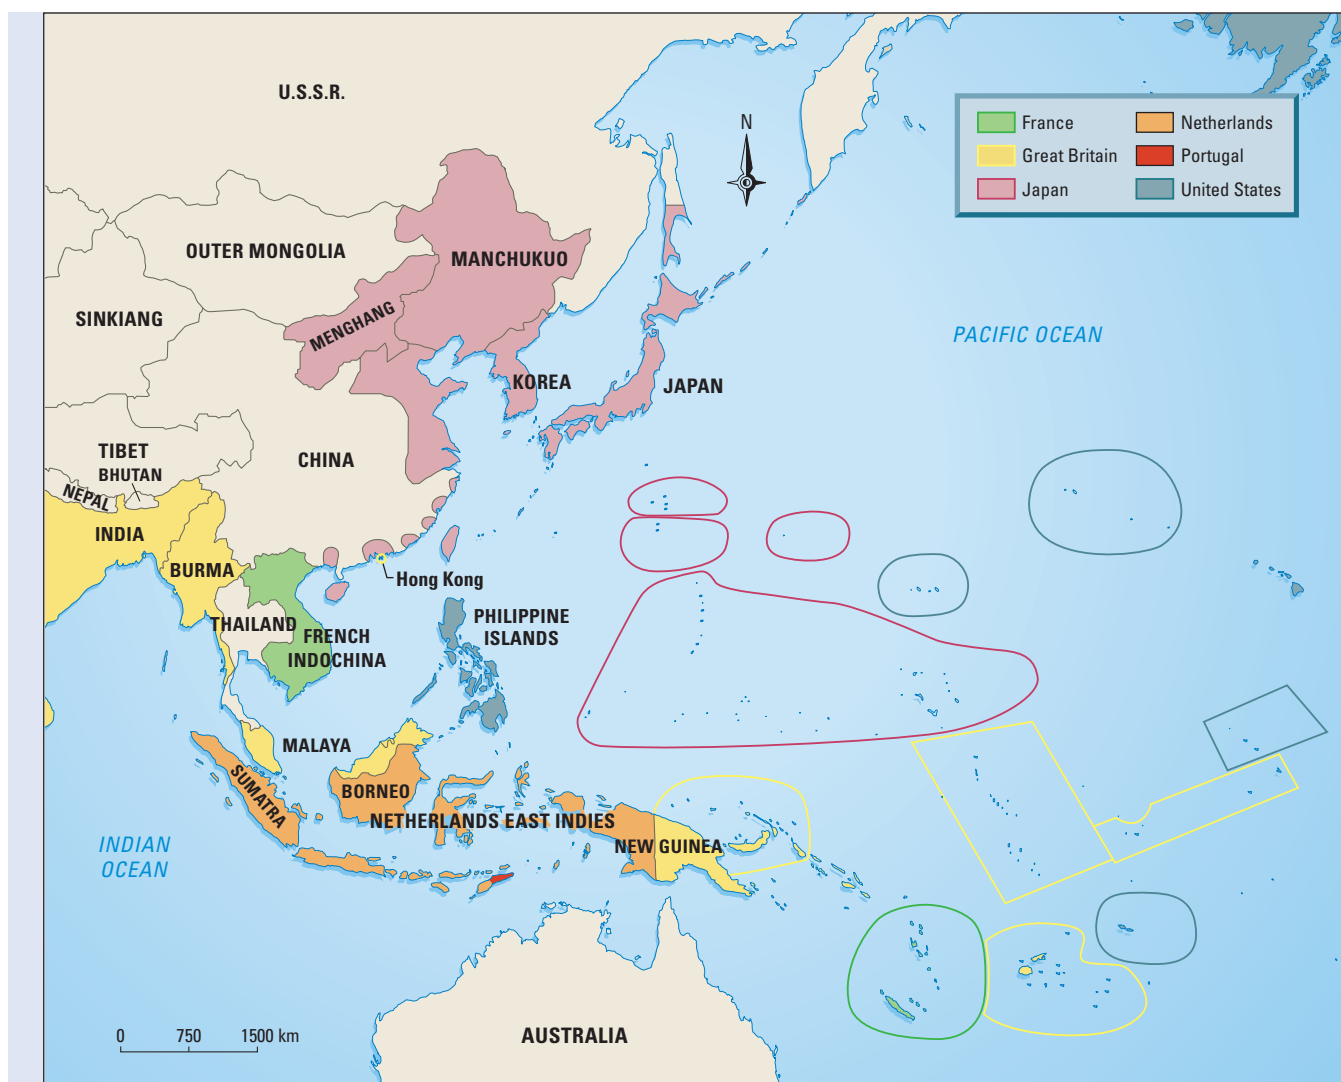 U.S.S.R.
N
France
Netherlands
Great Britain
Portugal
Japan
United States
OUTER MONGOLIA
MANCHUKUO
SINKIANG
MENGHANG
PACIFIC OCEAN
KOREA
JAPAN
TIBET
BHUTAN
CHINA
NEPAL
INDIA
BURMA
Hong Kong
THAILAND
FRENCH
INDOCHINA
PHILIPPINE
ISLANDS
MALAYA
SUMATRA
BORNEO
NETHERLANDS EAST INDIES
NEW GUINEA
INDIAN
OCEAN
AUSTRALIA
0 750 1500 km